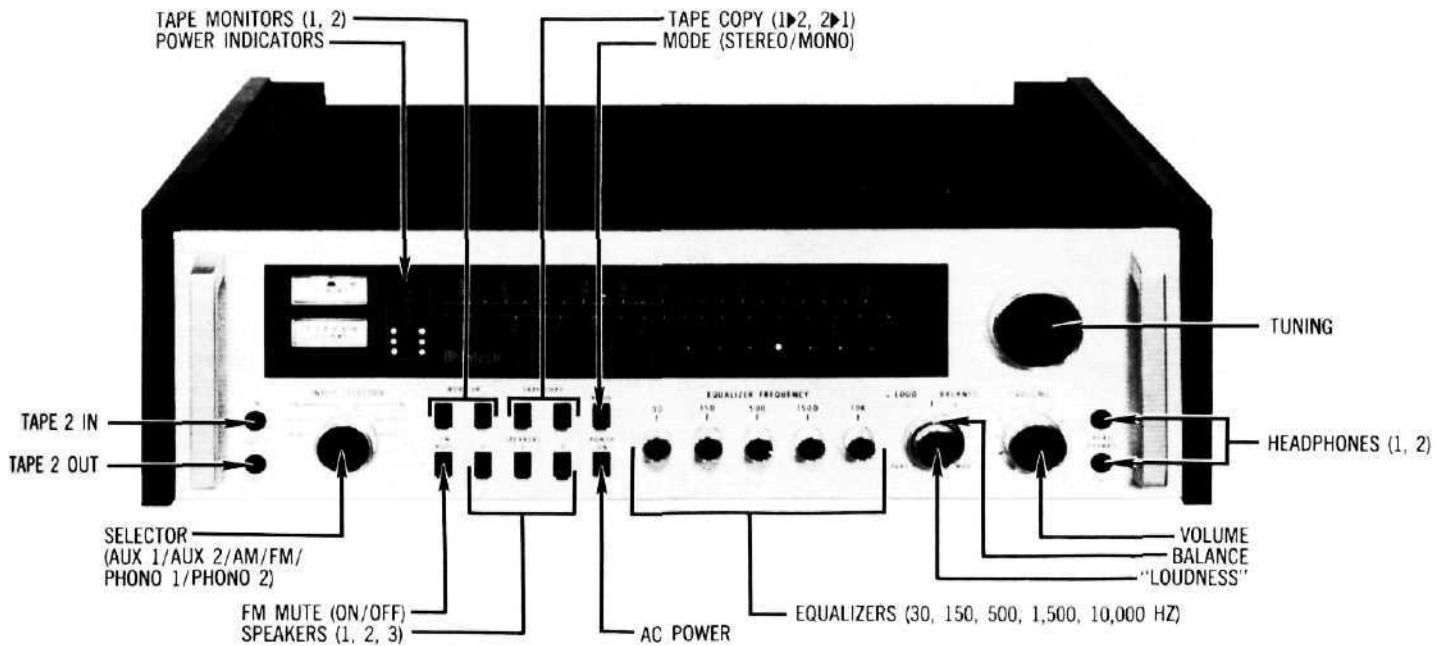 TAPE MONITORS (1, 2)
POWER INDICATORS
TAPE COPY (1▶2, 2▶1)
MODE (STEREO/MONO)
TUNING
EQUALIZER FREQUENCY
LOUD BALANCE
30 150 500 1500 10K
TAPE 2 IN
TAPE 2 OUT
HEADPHONES (1, 2)
SELECTOR
(AUX 1/AUX 2/AM/FM/
PHONO 1/PHONO 2)
VOLUME
BALANCE
"LOUDNESS"
FM MUTE (ON/OFF)
SPEAKERS (1, 2, 3)
AC POWER
EQUALIZERS (30, 150, 500, 1,500, 10,000 HZ)